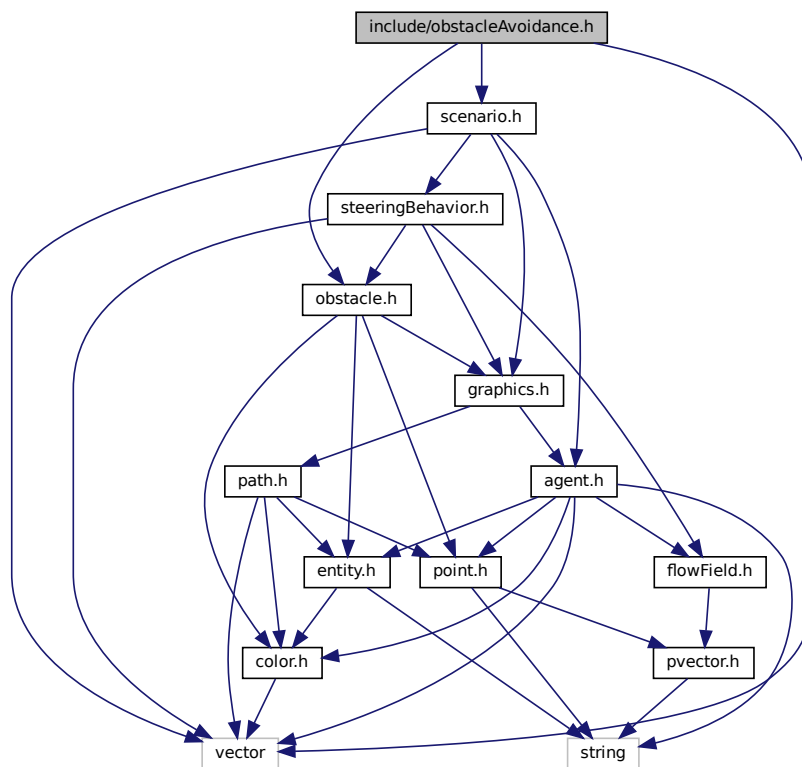 include/obstacleAvoidance.h
scenario.h
steeringBehavior.h
obstacle.h
graphics.h
path.h
agent.h
entity.h
point.h
flowField.h
color.h
pvector.h
vector
string